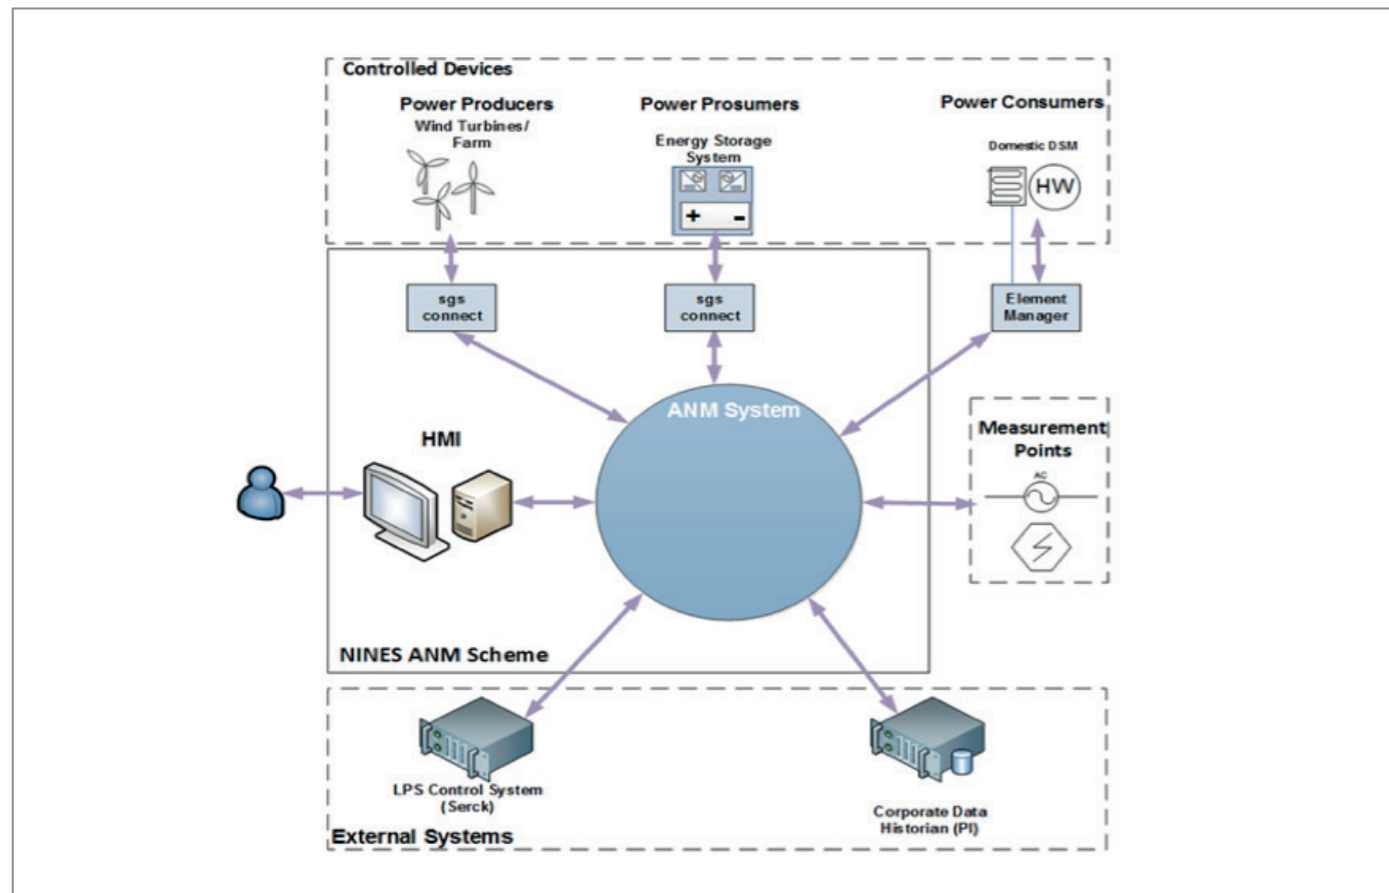 Controlled Devices
Power Producers
Wind Turbines/
Farm
Power Prosumers
Energy Storage
System
+ -
Power Consumers
Domestic DSM
HW
sgs
connect
sgs
connect
Element
Manager
ANM System
HMI
Measurement
Points
AC
NINES ANM Scheme
LPS Control System
(Serck)
Corporate Data
Historian (PI)
External Systems